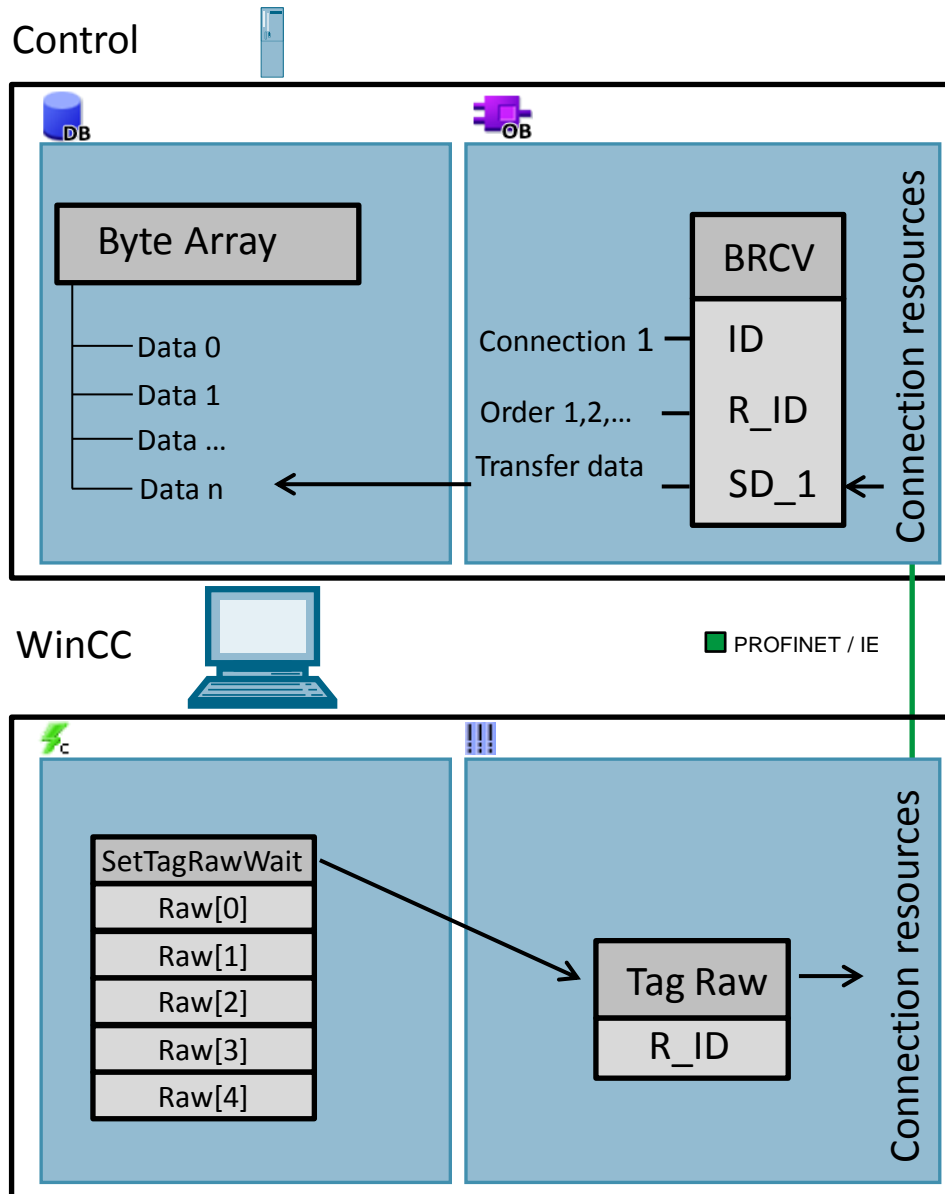 Control
DB
OB
Byte Array
Data 0
Data 1
Data ...
Data n
BRCV
Connection 1
ID
Order 1,2,...
R_ID
Transfer data
SD_1
Connection resources
WinCC
PROFINET / IE
C
SetTagRawWait
Raw[0]
Raw[1]
Raw[2]
Raw[3]
Raw[4]
Tag Raw
R_ID
Connection resources